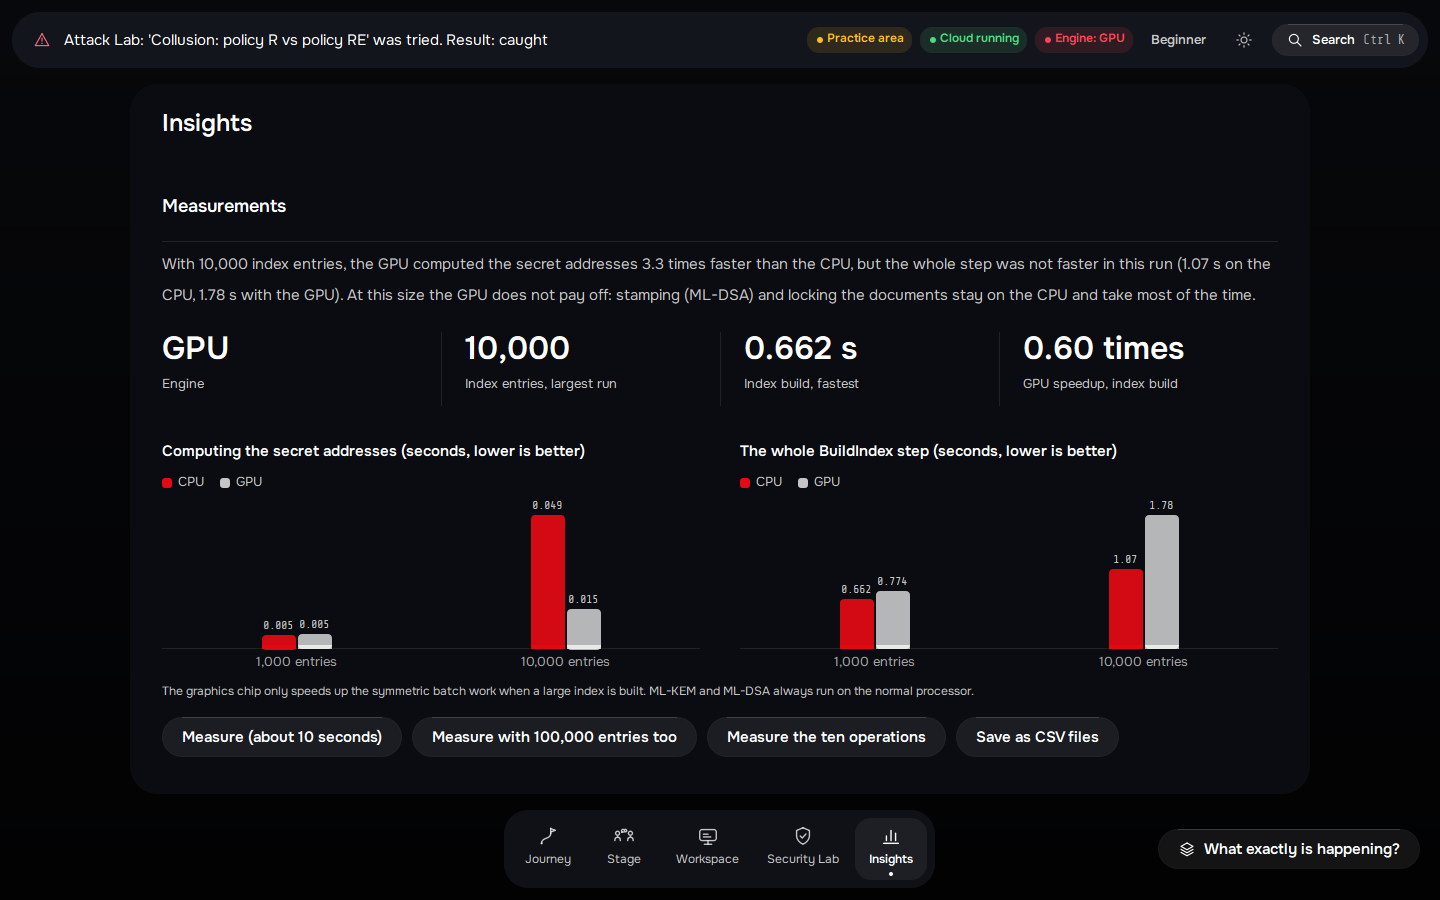 Attack Lab: 'Collusion: policy R vs policy RE' was tried. Result: caught
Practice area
Cloud running
Engine: GPU
Beginner
Search Ctrl K
Insights
Measurements
With 10,000 index entries, the GPU computed the secret addresses 3.3 times faster than the CPU, but the whole step was not faster in this run (1.07 s on the
CPU, 1.78 s with the GPU). At this size the GPU does not pay off: stamping (ML-DSA) and locking the documents stay on the CPU and take most of the time.
GPU
Engine
10,000
Index entries, largest run
0.662 s
Index build, fastest
0.60 times
GPU speedup, index build
Computing the secret addresses (seconds, lower is better)
CPU GPU
0.049
0.015
0.005 0.005
1,000 entries 10,000 entries
The whole BuildIndex step (seconds, lower is better)
CPU GPU
1.78
1.07
0.662 0.774
1,000 entries 10,000 entries
The graphics chip only speeds up the symmetric batch work when a large index is built. ML-KEM and ML-DSA always run on the normal processor.
Measure (about 10 seconds)
Measure with 100,000 entries too
Measure the ten operations
Save as CSV files
Journey
Stage
Workspace
Security Lab
Insights
What exactly is happening?